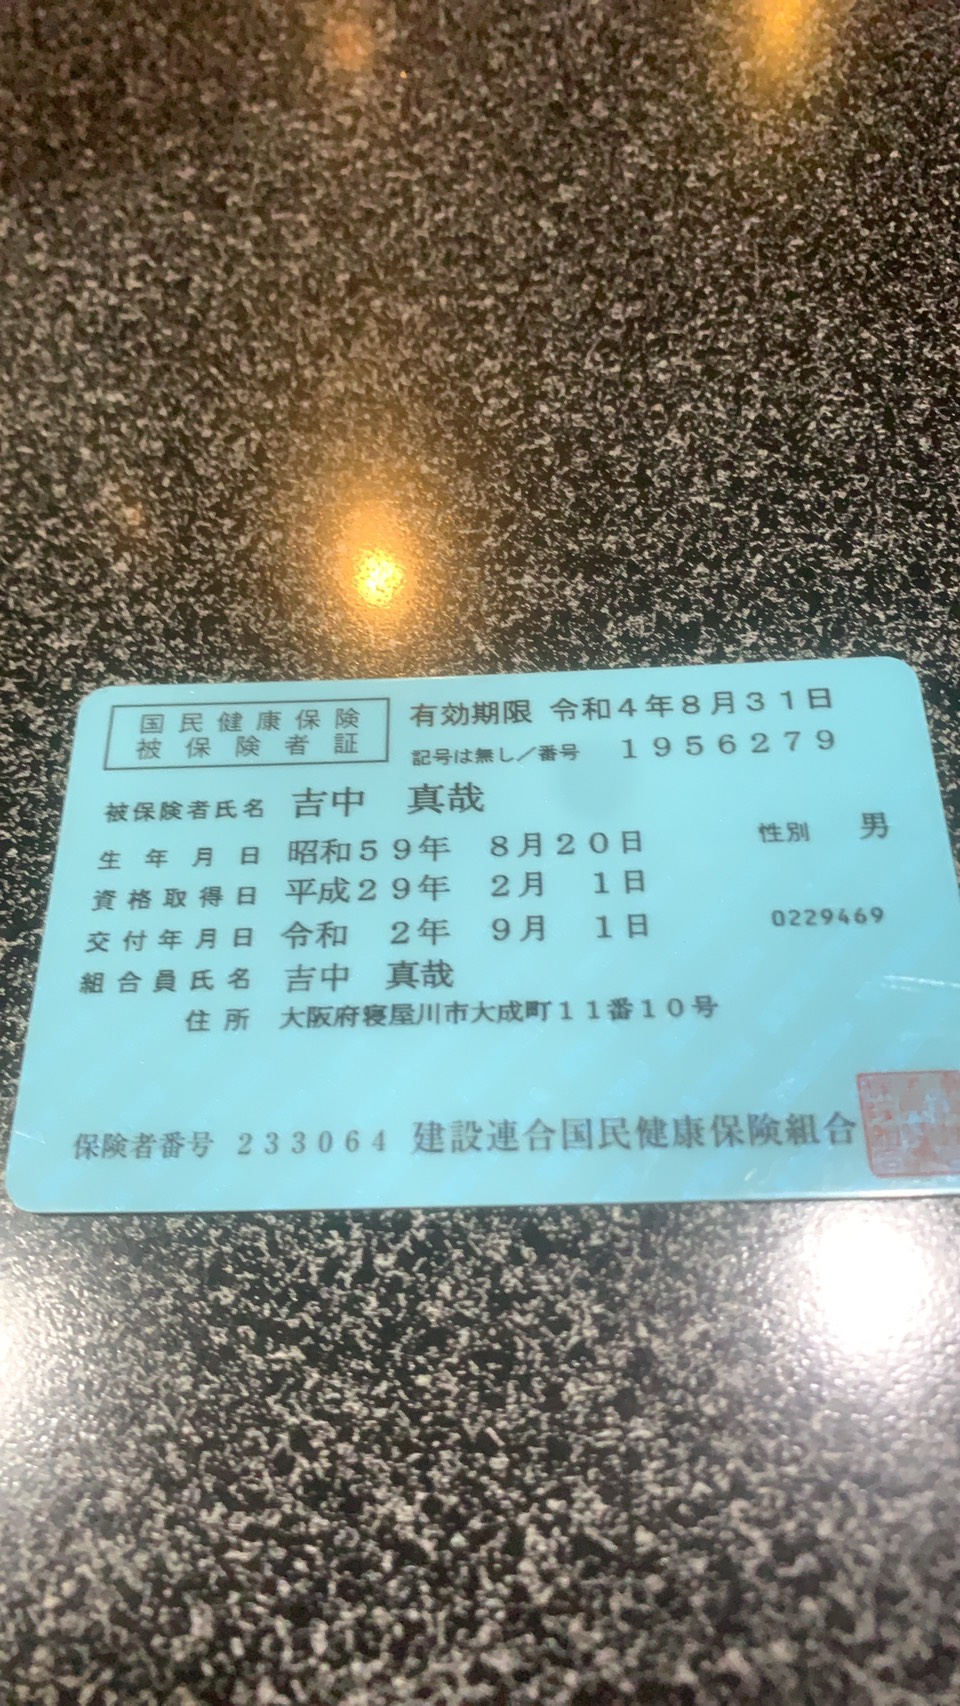 国民健康保険
被保険者証
有効期限 令和4年8月31日
記号は無し／番号 1956279
被保険者氏名 吉中 真哉
生年月日 昭和59年 8月20日
性別 男
資格取得日 平成29年 2月 1日
交付年月日 令和 2年 9月 1日
0229469
組合員氏名 吉中 真哉
住所 大阪府寝屋川市大成町11番10号
保険者番号 233064 建設連合国民健康保険組合